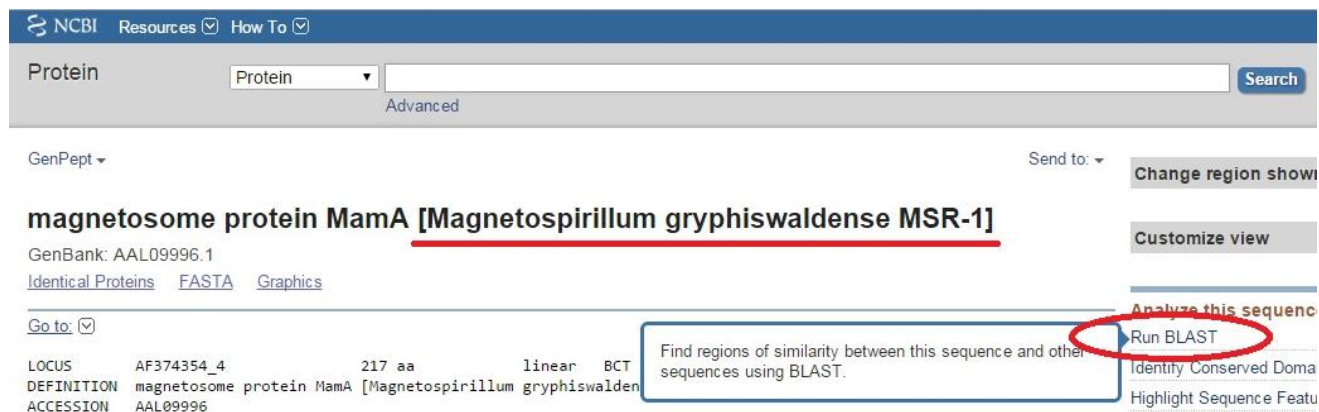 NCBI Resources How To
Protein Protein Search
Advanced
GenPept Send to:
Change region shown
magnetosome protein MamA [Magnetospirillum gryphiswaldense MSR-1]
GenBank: AAL09996.1
Customize view
Identical Proteins FASTA Graphics
Analyze this sequenc
Go to:
Run BLAST
Find regions of similarity between this sequence and other
sequences using BLAST.
Identify Conserved Doma
LOCUS AF374354_4 217 aa linear BCT
DEFINITION magnetosome protein MamA [Magnetospirillum gryphiswalden
Highlight Sequence Featu
ACCESSION AAL09996